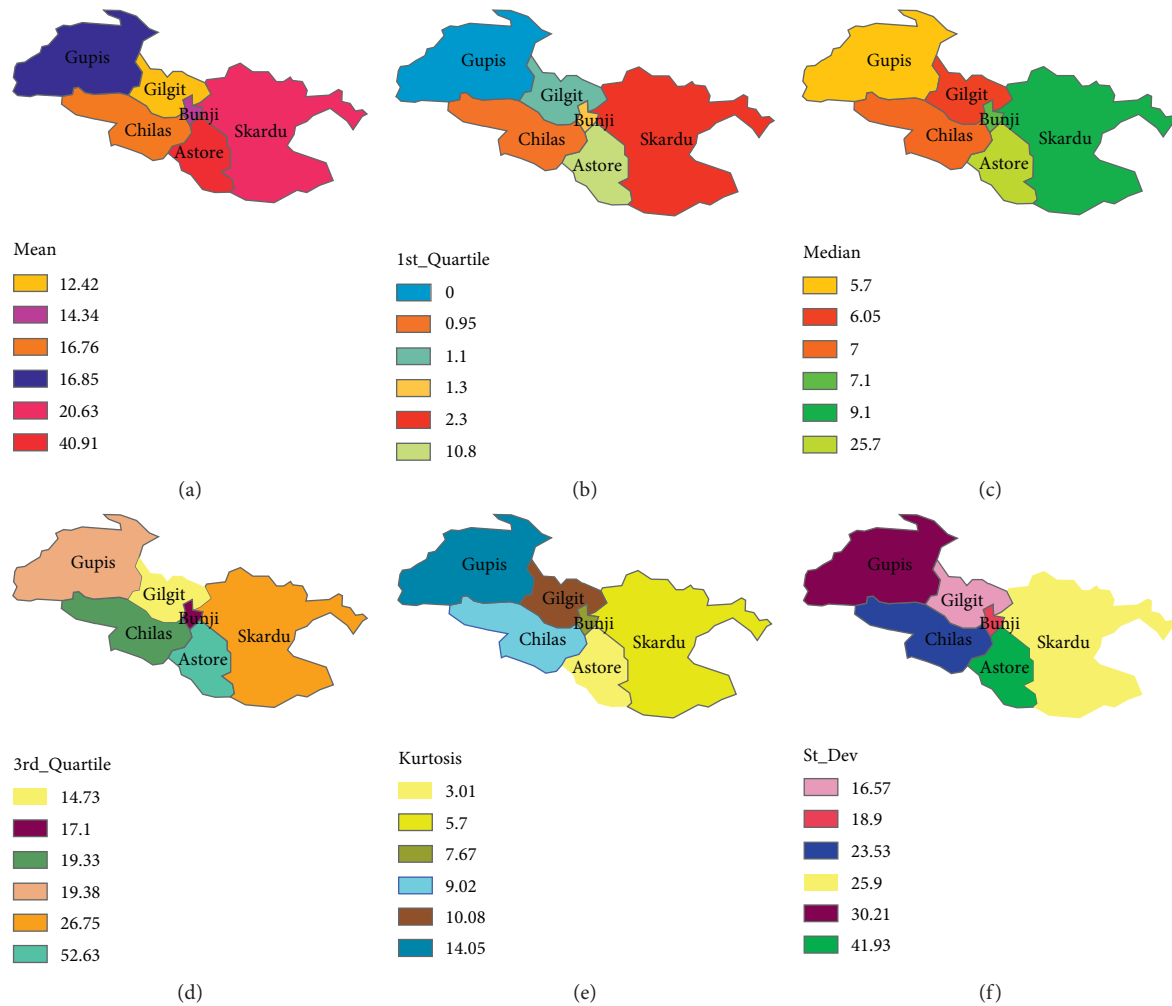 Gupis
Gilgit
Bunji
Chilas
Skardu
Astore
Mean
12.42
14.34
16.76
16.85
20.63
40.91
(a)
Gupis
Gilgit
Bunji
Chilas
Skardu
Astore
1st_Quartile
0
0.95
1.1
1.3
2.3
10.8
(b)
Gupis
Gilgit
Bunji
Chilas
Skardu
Astore
Median
5.7
6.05
7
7.1
9.1
25.7
(c)
Gupis
Gilgit
Bunji
Chilas
Skardu
Astore
3rd_Quartile
14.73
17.1
19.33
19.38
26.75
52.63
(d)
Gupis
Gilgit
Bunji
Chilas
Skardu
Astore
Kurtosis
3.01
5.7
7.67
9.02
10.08
14.05
(e)
Gupis
Gilgit
Bunji
Chilas
Skardu
Astore
St_Dev
16.57
18.9
23.53
25.9
30.21
41.93
(f)